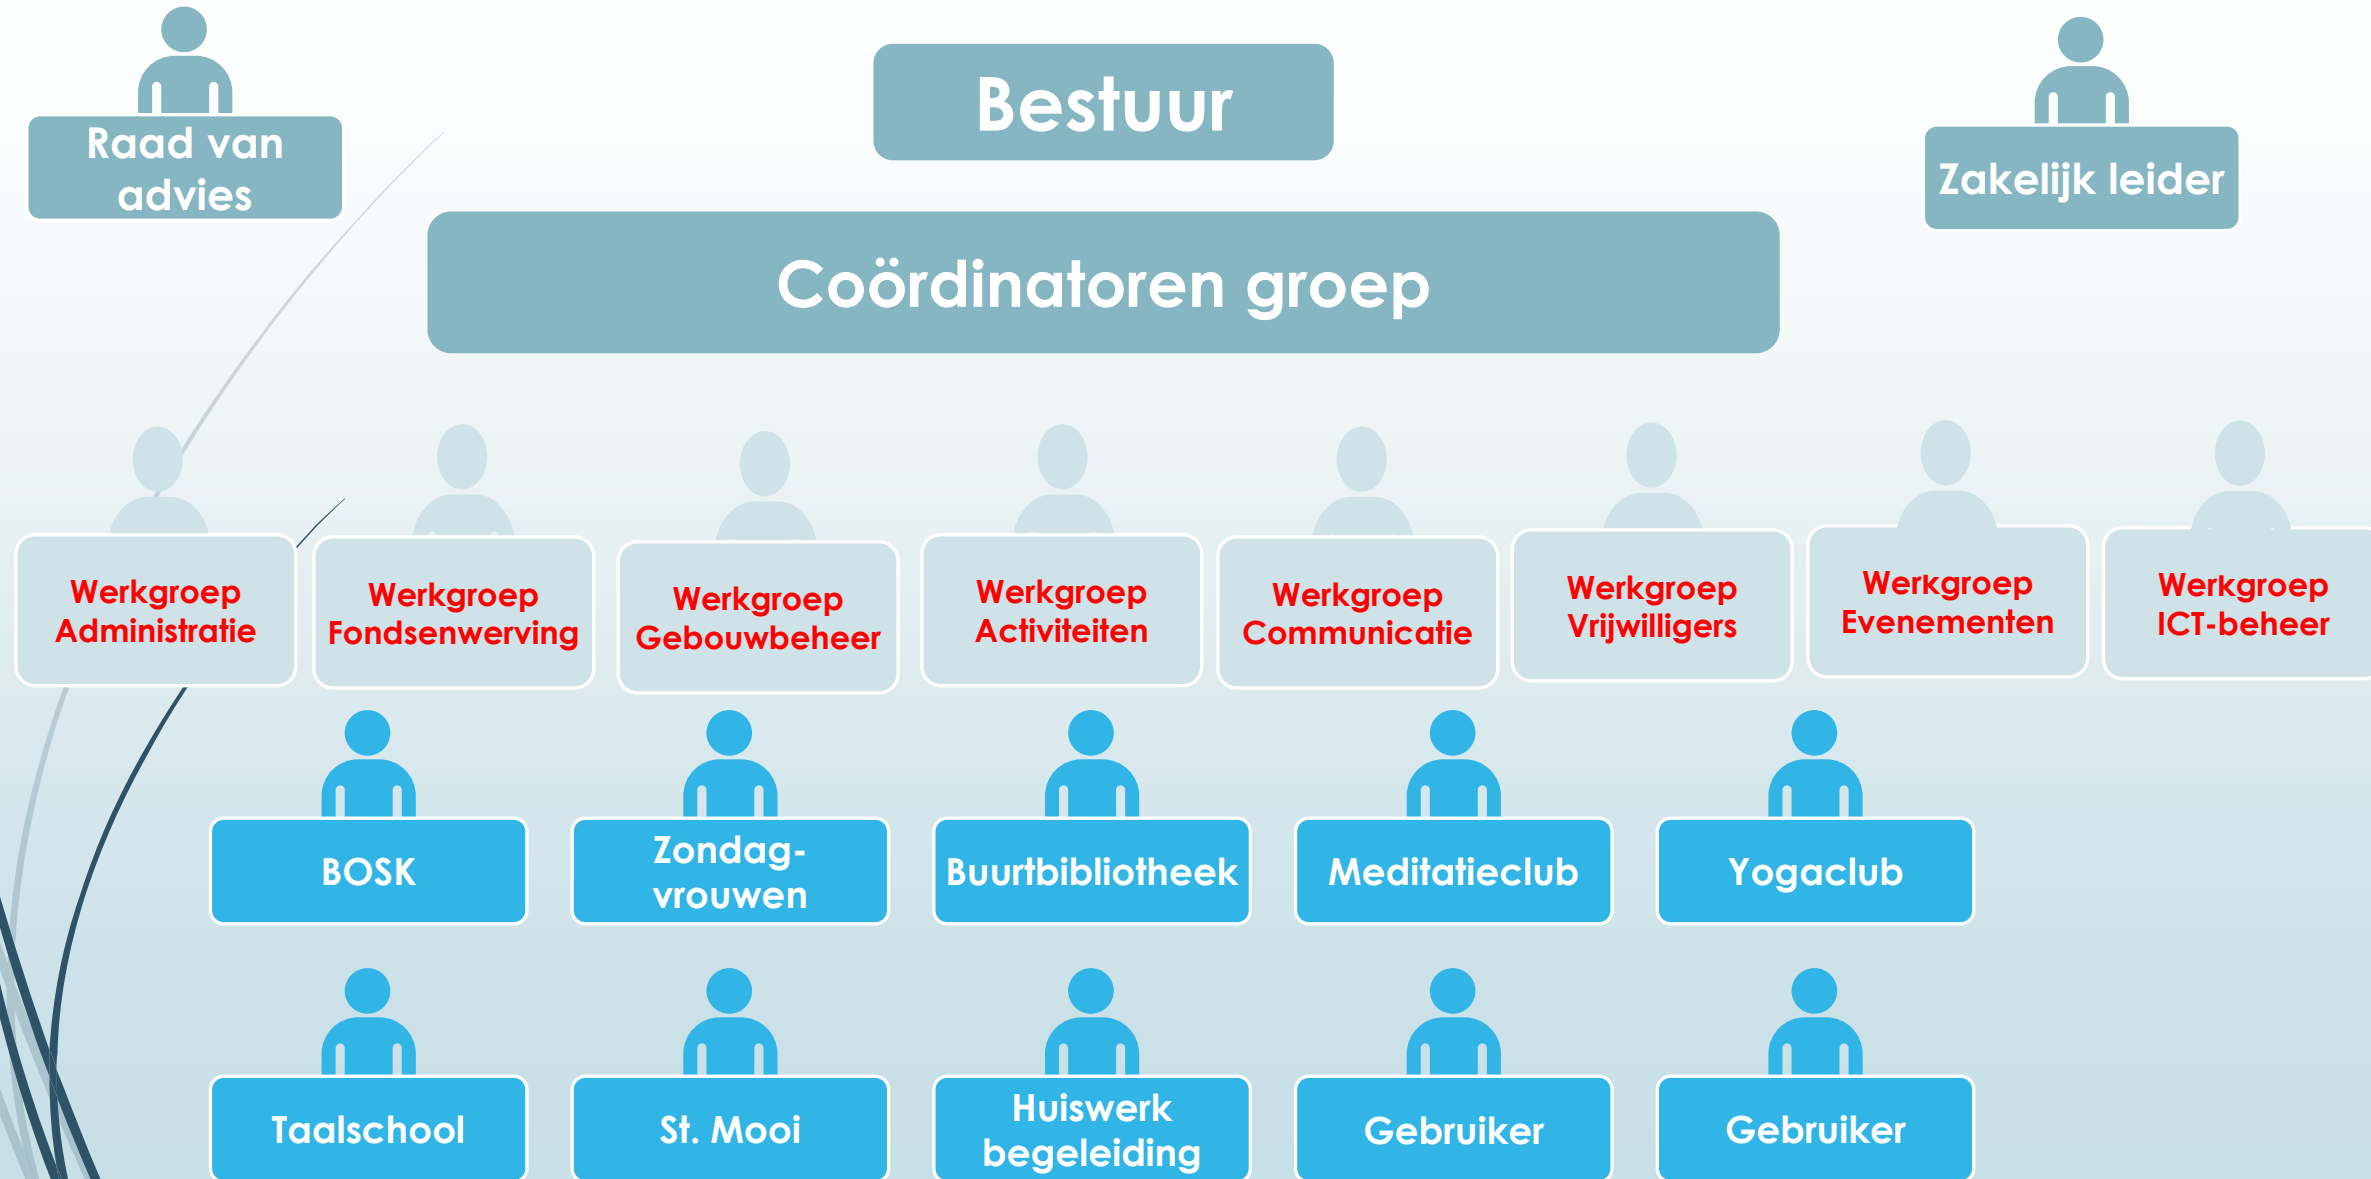 Raad van
advies
Bestuur
Zakelijk leider
Coördinatoren groep
Werkgroep
Administratie
Werkgroep
Fondsenwerving
Werkgroep
Gebouwbeheer
Werkgroep
Activiteiten
Werkgroep
Communicatie
Werkgroep
Vrijwilligers
Werkgroep
Evenementen
Werkgroep
ICT-beheer
BOSK
Zondag-
vrouwen
Buurtbibliotheek
Meditatieclub
Yogaclub
Taalschool
St. Mooi
Huiswerk
begeleiding
Gebruiker
Gebruiker